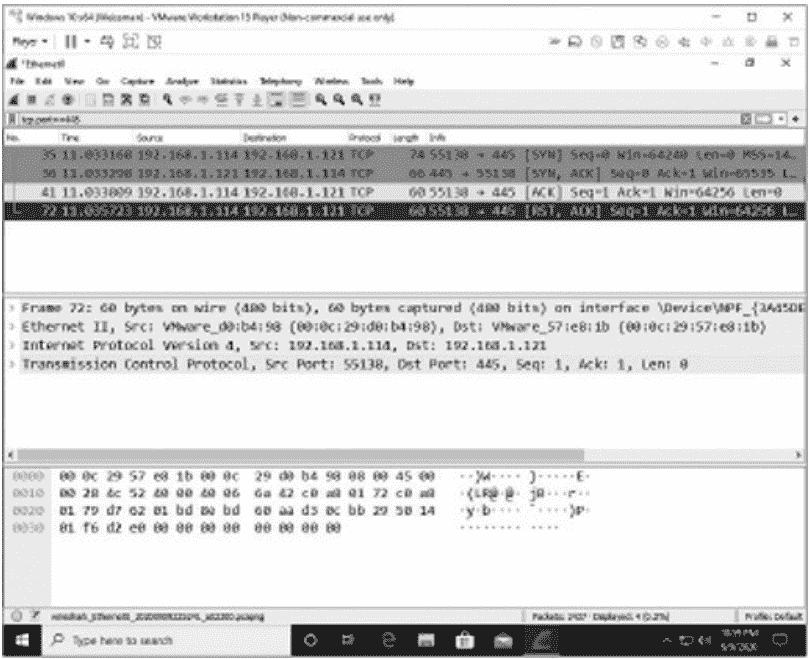 Windows 10 x64 (Welcoman) - VMware Workstation 15 Player (Non-commercial use only)
Player
*Ethernet0
File Edit View Go Capture Analyze Statistics Telephony Wireless Tools Help
tcp.port==445
No. Time Source Destination Protocol Length Info
35 11.033160 192.168.1.114 192.168.1.121 TCP 74 55138 → 445 [SYN] Seq=0 Win=64240 Len=0 MSS=14…
36 11.033298 192.168.1.121 192.168.1.114 TCP 66 445 → 55138 [SYN, ACK] Seq=0 Ack=1 Win=65535 L…
41 11.033809 192.168.1.114 192.168.1.121 TCP 60 55138 → 445 [ACK] Seq=1 Ack=1 Win=64256 Len=0
72 11.035723 192.168.1.114 192.168.1.121 TCP 60 55138 → 445 [RST, ACK] Seq=1 Ack=1 Win=64256 L…
Frame 72: 60 bytes on wire (480 bits), 60 bytes captured (480 bits) on interface \Device\NPF_{3A45DE
Ethernet II, Src: VMware_d0:b4:98 (00:0c:29:d0:b4:98), Dst: VMware_57:e8:1b (00:0c:29:57:e8:1b)
Internet Protocol Version 4, Src: 192.168.1.114, Dst: 192.168.1.121
Transmission Control Protocol, Src Port: 55138, Dst Port: 445, Seq: 1, Ack: 1, Len: 0
0000 00 0c 29 57 e8 1b 00 0c 29 d0 b4 98 08 00 45 00 ··)W···· )·····E·
0010 00 28 4c 52 40 00 40 06 6a 42 c0 a8 01 72 c0 a8 ·(LR@·@· jB···r··
0020 01 79 d7 62 01 bd 0e bd 60 aa d3 0c bb 29 50 14 ·y·b···· `····)P·
0030 01 f6 d2 e0 00 00 00 00 00 00 00 00 ········ ····
Packets: 2427 · Displayed: 4 (0.2%) Profile: Default
Type here to search
10:39 PM
9/9/2020